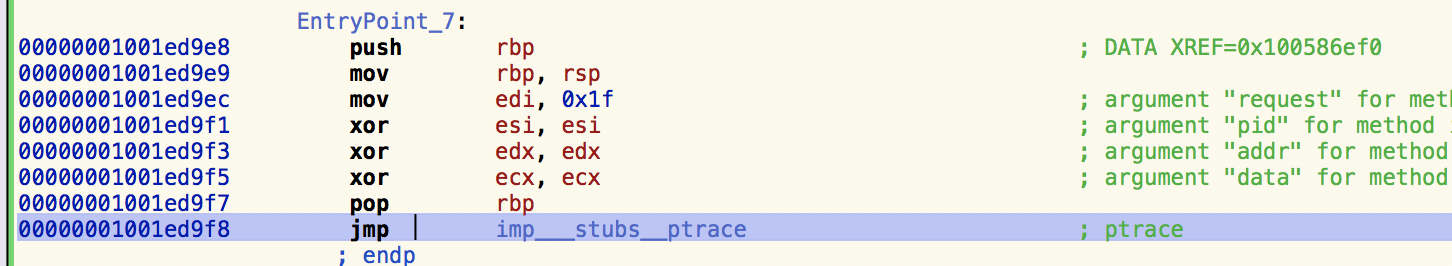 EntryPoint_7:
00000001001ed9e8 push rbp ; DATA XREF=0x100586ef0
00000001001ed9e9 mov rbp, rsp
00000001001ed9ec mov edi, 0x1f ; argument "request" for met
00000001001ed9f1 xor esi, esi ; argument "pid" for method
00000001001ed9f3 xor edx, edx ; argument "addr" for method
00000001001ed9f5 xor ecx, ecx ; argument "data" for method
00000001001ed9f7 pop rbp
00000001001ed9f8 jmp imp___stubs__ptrace ; ptrace
; endp